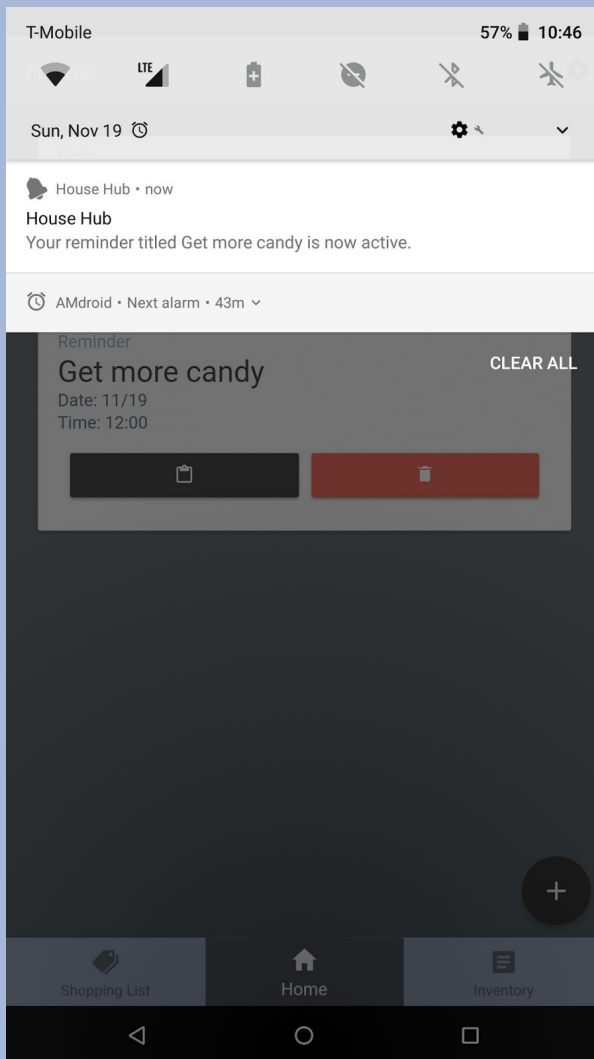 T-Mobile 57% 10:46
LTE
Sun, Nov 19
House Hub • now
House Hub
Your reminder titled Get more candy is now active.
AMdroid • Next alarm • 43m
Reminder
CLEAR ALL
Get more candy
Date: 11/19
Time: 12:00
Shopping List Home Inventory